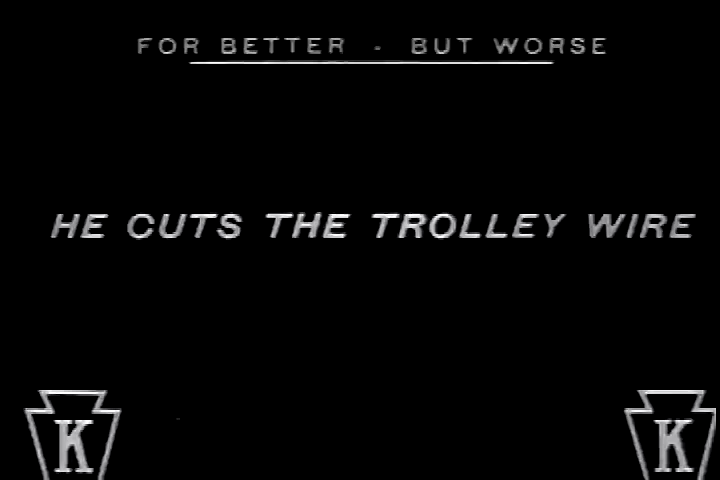 FOR BETTER - BUT WORSE
HE CUTS THE TROLLEY WIRE
K K